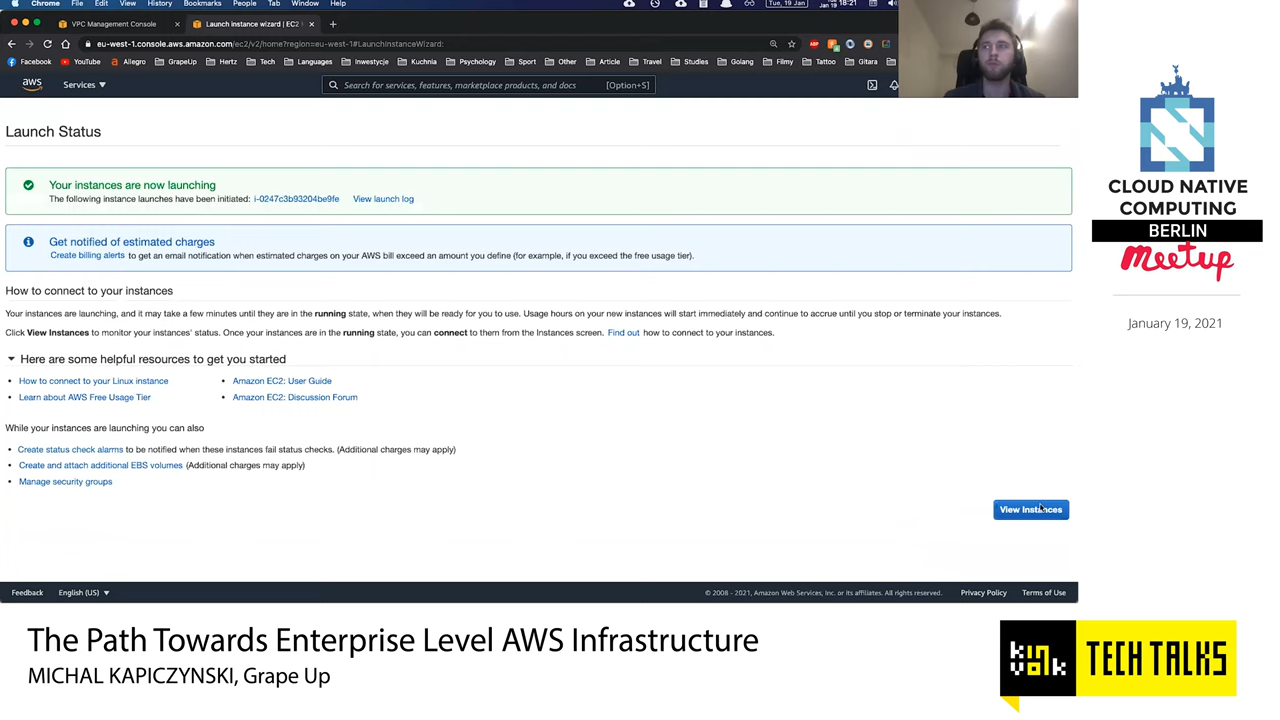 Chrome File Edit View History Bookmarks People Tab Window Help
Tue, 19 Jan
Jan 19 18:21
VPC Management Console
Launch instance wizard | EC2
eu-west-1.console.aws.amazon.com/ec2/v2/home?region=eu-west-1#LaunchInstanceWizard:
Facebook YouTube Allegro GrapeUp Hertz Tech Languages Inwestycje Kuchnia Psychology Sport Other Article Travel Studies Golang Filmy Tattoo Gitara
aws Services Search for services, features, marketplace products, and docs [Option+S]
Launch Status
Your instances are now launching
The following instance launches have been initiated: i-0247c3b93204be9fe View launch log
Get notified of estimated charges
Create billing alerts to get an email notification when estimated charges on your AWS bill exceed an amount you define (for example, if you exceed the free usage tier).
How to connect to your instances
Your instances are launching, and it may take a few minutes until they are in the running state, when they will be ready for you to use. Usage hours on your new instances will start immediately and continue to accrue until you stop or terminate your instances.
Click View Instances to monitor your instances' status. Once your instances are in the running state, you can connect to them from the Instances screen. Find out how to connect to your instances.
Here are some helpful resources to get you started
How to connect to your Linux instance
Amazon EC2: User Guide
Learn about AWS Free Usage Tier
Amazon EC2: Discussion Forum
While your instances are launching you can also
Create status check alarms to be notified when these instances fail status checks. (Additional charges may apply)
Create and attach additional EBS volumes (Additional charges may apply)
Manage security groups
View Instances
Feedback English (US) © 2008 - 2021, Amazon Web Services, Inc. or its affiliates. All rights reserved. Privacy Policy Terms of Use
CLOUD NATIVE
COMPUTING
BERLIN
meetup
January 19, 2021
The Path Towards Enterprise Level AWS Infrastructure
MICHAL KAPICZYNSKI, Grape Up
kinvolk
TECH TALKS